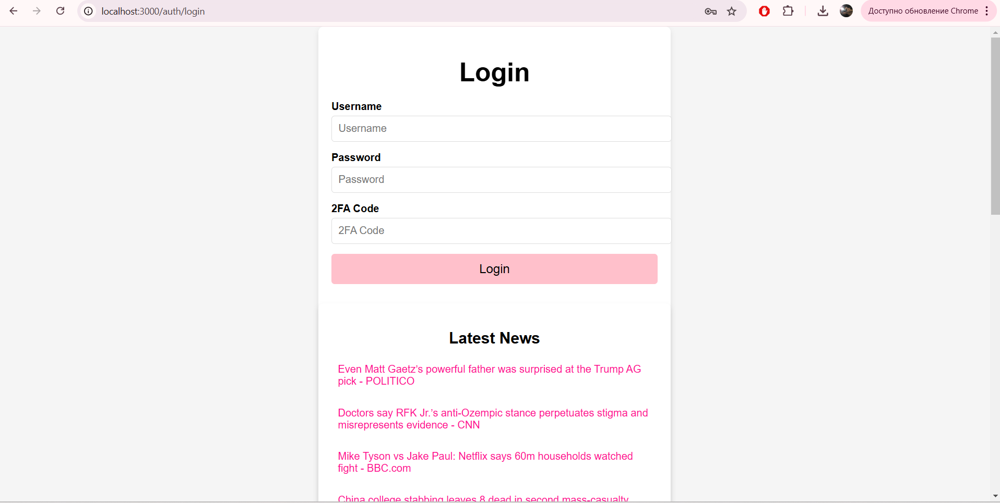 localhost:3000/auth/login
Доступно обновление Chrome
Login
Username
Username
Password
Password
2FA Code
2FA Code
Login
Latest News
Even Matt Gaetz’s powerful father was surprised at the Trump AG
pick - POLITICO
Doctors say RFK Jr.’s anti-Ozempic stance perpetuates stigma and
misrepresents evidence - CNN
Mike Tyson vs Jake Paul: Netflix says 60m households watched
fight - BBC.com
China college stabbing leaves 8 dead in second mass-casualty